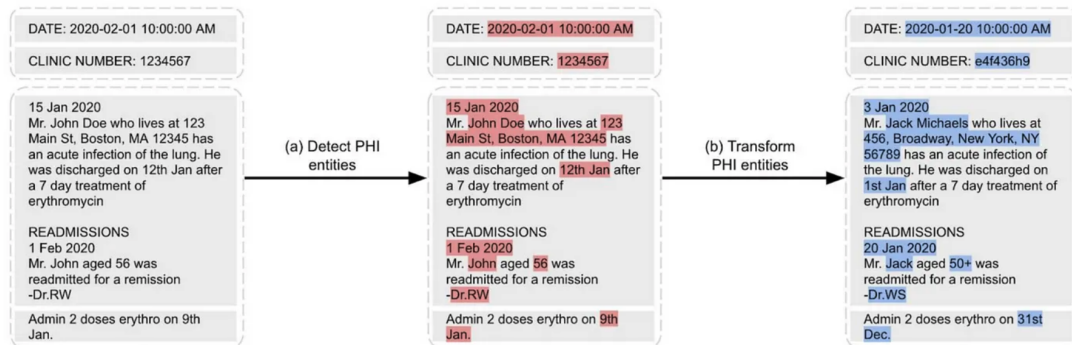 DATE: 2020-02-01 10:00:00 AM
CLINIC NUMBER: 1234567
15 Jan 2020
Mr. John Doe who lives at 123
Main St, Boston, MA 12345 has
an acute infection of the lung. He
was discharged on 12th Jan after
a 7 day treatment of
erythromycin
READMISSIONS
1 Feb 2020
Mr. John aged 56 was
readmitted for a remission
-Dr.RW
Admin 2 doses erythro on 9th
Jan.
(a) Detect PHI
entities
DATE: 2020-02-01 10:00:00 AM
CLINIC NUMBER: 1234567
15 Jan 2020
Mr. John Doe who lives at 123
Main St, Boston, MA 12345 has
an acute infection of the lung. He
was discharged on 12th Jan after
a 7 day treatment of
erythromycin
READMISSIONS
1 Feb 2020
Mr. John aged 56 was
readmitted for a remission
-Dr.RW
Admin 2 doses erythro on 9th
Jan.
(b) Transform
PHI entities
DATE: 2020-01-20 10:00:00 AM
CLINIC NUMBER: e4f436h9
3 Jan 2020
Mr. Jack Michaels who lives at
456, Broadway, New York, NY
56789 has an acute infection of
the lung. He was discharged on
1st Jan after a 7 day treatment of
erythromycin
READMISSIONS
20 Jan 2020
Mr. Jack aged 50+ was
readmitted for a remission
-Dr.WS
Admin 2 doses erythro on 31st
Dec.